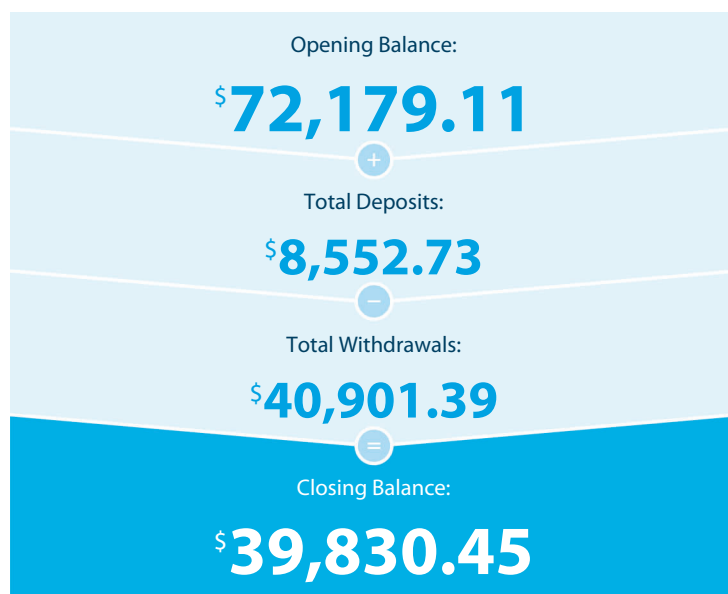 Opening Balance:
$72,179.11
+
Total Deposits:
$8,552.73
−
Total Withdrawals:
$40,901.39
=
Closing Balance:
$39,830.45